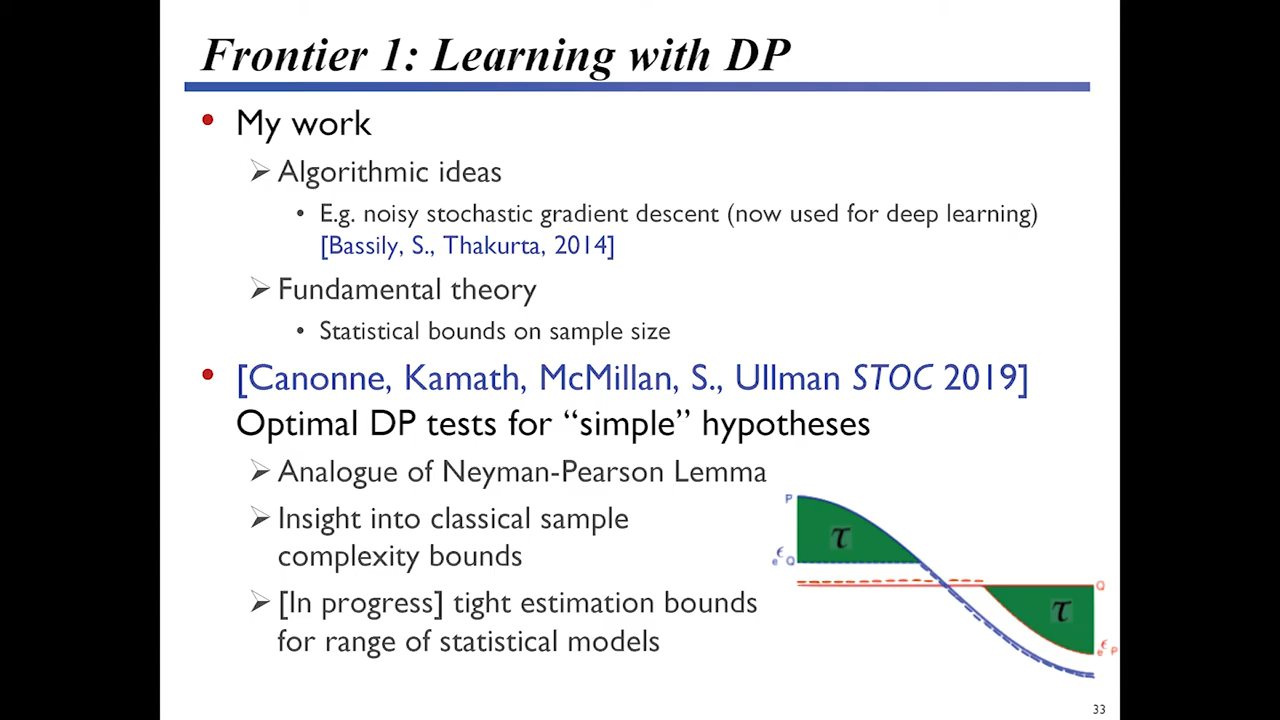 Frontier 1: Learning with DP
• My work
➢ Algorithmic ideas
• E.g. noisy stochastic gradient descent (now used for deep learning)
[Bassily, S., Thakurta, 2014]
➢ Fundamental theory
• Statistical bounds on sample size
• [Canonne, Kamath, McMillan, S., Ullman STOC 2019]
Optimal DP tests for “simple” hypotheses
➢ Analogue of Neyman-Pearson Lemma
➢ Insight into classical sample
complexity bounds
➢ [In progress] tight estimation bounds
for range of statistical models
P
τ
e^ϵ Q
Q
τ
e^ϵ P
33